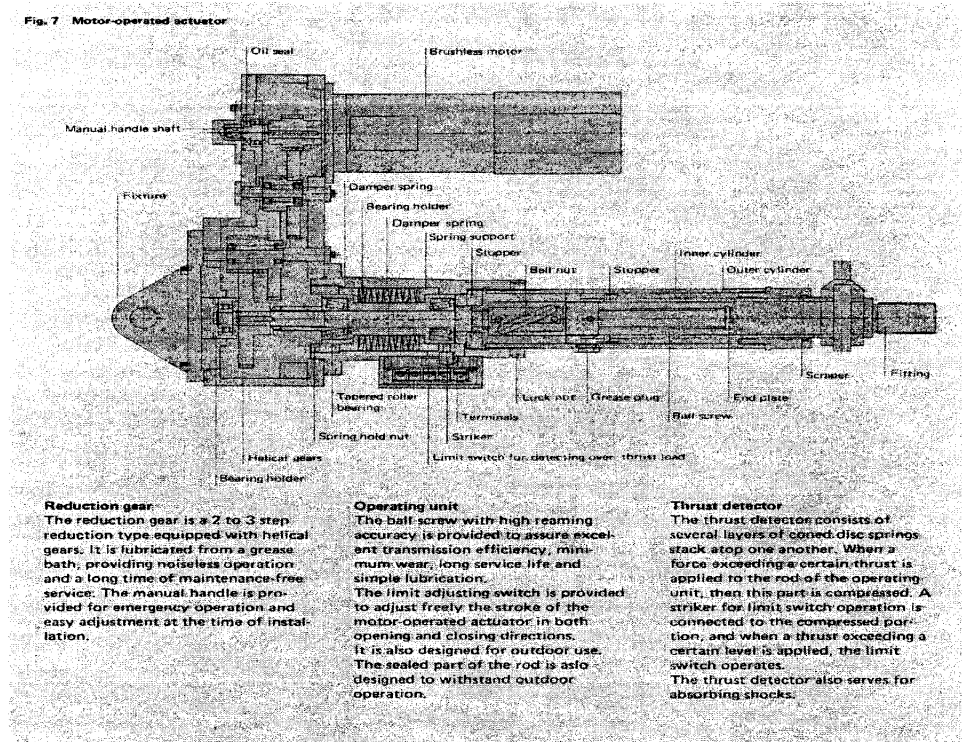 Fig. 7 Motor-operated actuator
Oil seal
Brushless motor
Manual handle shaft
Fixture
Damper spring
Bearing holder
Damper spring
Spring support
Stopper
Ball nut
Stopper
Inner cylinder
Outer cylinder
Tapered roller
bearing
Lock nut
Grease plug
End plate
Scraper
Fitting
Terminals
Ball screw
Spring hold nut
Striker
Helical gears
Limit switch for detecting over thrust load
Bearing holder
Reduction gear
The reduction gear is a 2 to 3 step
reduction type equipped with helical
gears. It is lubricated from a grease
bath, providing noiseless operation
and a long time of maintenance-free
service. The manual handle is pro-
vided for emergency operation and
easy adjustment at the time of instal-
lation.
Operating unit
The ball screw with high reaming
accuracy is provided to assure excel-
ent transmission efficiency, mini-
mum wear, long service life and
simple lubrication.
The limit adjusting switch is provided
to adjust freely the stroke of the
motor-operated actuator in both
opening and closing directions.
It is also designed for outdoor use.
The sealed part of the rod is aslo
designed to withstand outdoor
operation.
Thrust detector
The thrust detector consists of
several layers of coned disc springs
stack atop one another. When a
force exceeding a certain thrust is
applied to the rod of the operating
unit, then this part is compressed. A
striker for limit switch operation is
connected to the compressed por-
tion, and when a thrust exceeding a
certain level is applied, the limit
switch operates.
The thrust detector also serves for
absorbing shocks.